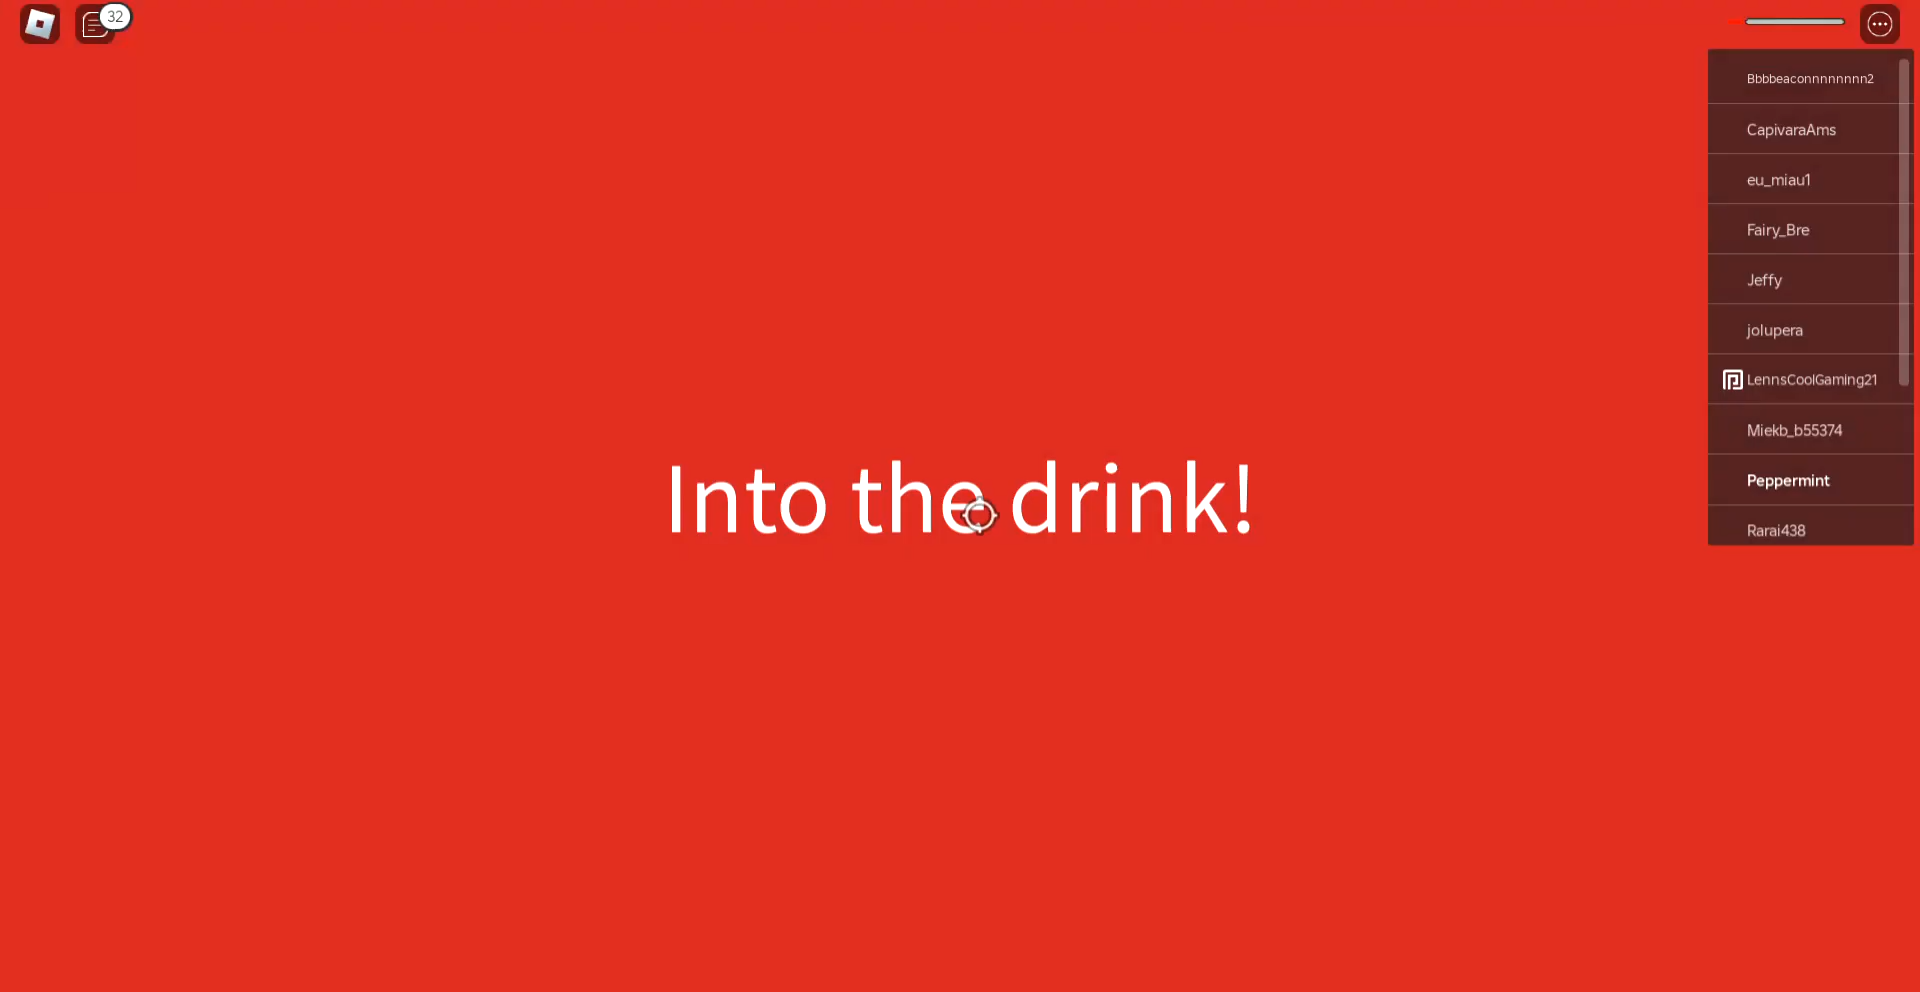 32
Bbbbeaconnnnnnnn2
CapivaraAms
eu_miau1
Fairy_Bre
Jeffy
jolupera
LennsCoolGaming21
Miekb_b55374
Peppermint
Rarai438
Into the drink!